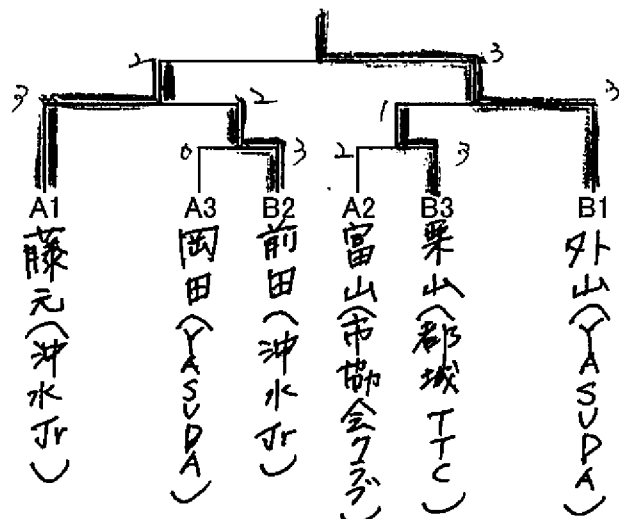 2 3
3 2 1 3
0 3 2 3
A1 A3 B2 A2 B3 B1
藤元(沖水Jr)
岡田(YASUDA)
前田(沖水Jr)
富山(市協会クラブ)
栗山(都城TTC)
外山(YASUDA)